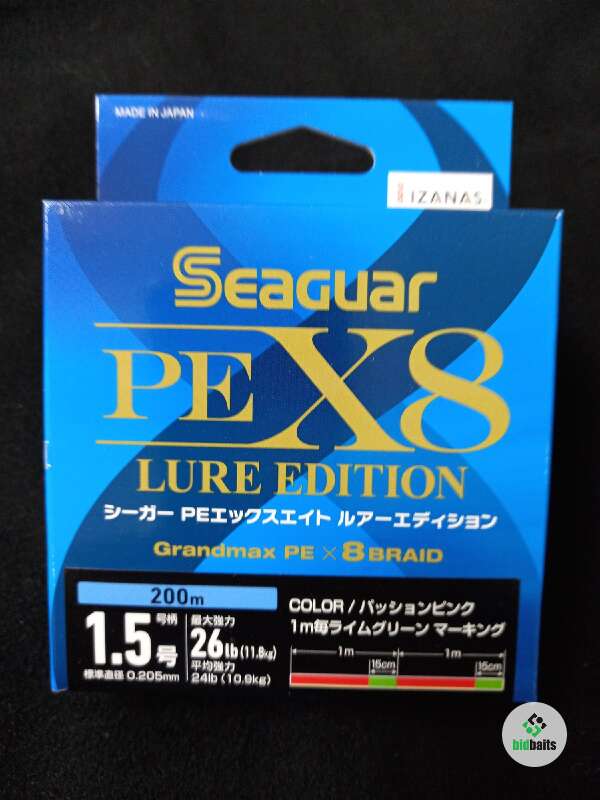 MADE IN JAPAN
IZANAS
Seaguar
PEX8
LURE EDITION
シーガー PEエックスエイト ルアーエディション
Grandmax PE × 8 BRAID
200m
1.5号
号柄
標準直径 0.205mm
最大強力
26lb(11.8kg)
平均強力
24lb (10.9kg)
COLOR / パッションピンク
1m毎ライムグリーン マーキング
1m 1m
15cm 15cm
bidbaits